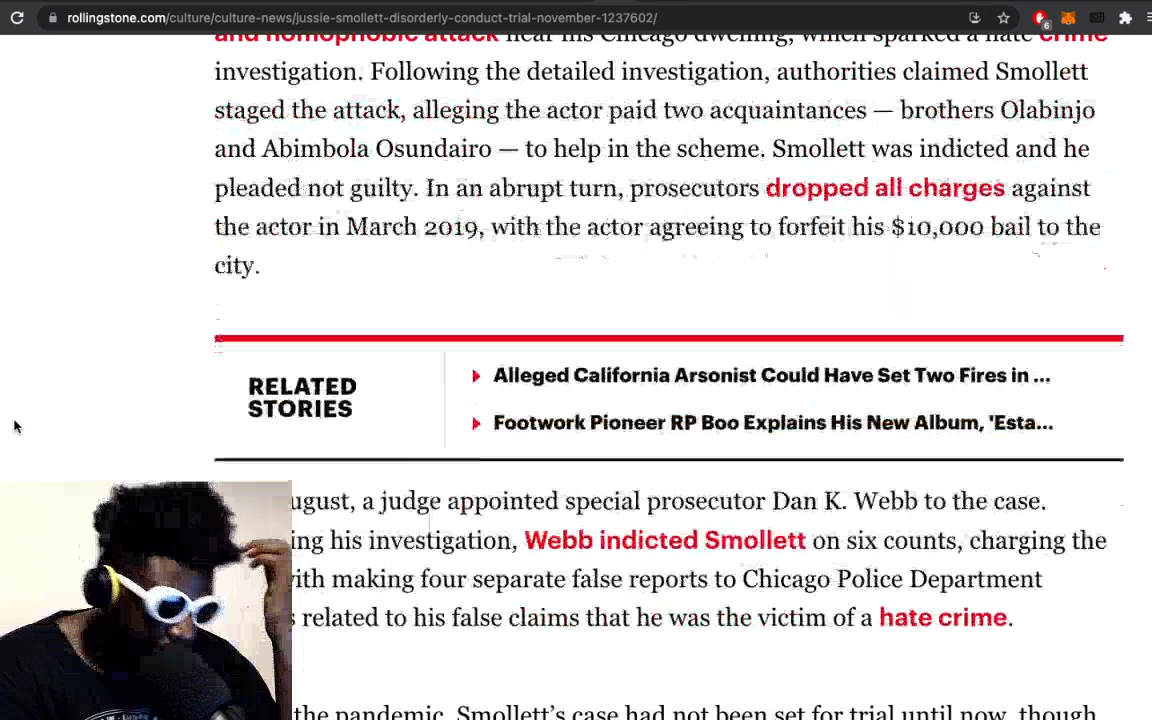 rollingstone.com/culture/culture-news/jussie-smollett-disorderly-conduct-trial-november-1237602/
6
and homophobic attack near his Chicago dwelling, which sparked a hate crime
investigation. Following the detailed investigation, authorities claimed Smollett
staged the attack, alleging the actor paid two acquaintances — brothers Olabinjo
and Abimbola Osundairo — to help in the scheme. Smollett was indicted and he
pleaded not guilty. In an abrupt turn, prosecutors dropped all charges against
the actor in March 2019, with the actor agreeing to forfeit his $10,000 bail to the
city.
RELATED
STORIES
Alleged California Arsonist Could Have Set Two Fires in ...
Footwork Pioneer RP Boo Explains His New Album, 'Esta...
ugust, a judge appointed special prosecutor Dan K. Webb to the case.
ing his investigation, Webb indicted Smollett on six counts, charging the
ith making four separate false reports to Chicago Police Department
s related to his false claims that he was the victim of a hate crime.
the pandemic, Smollett's case had not been set for trial until now, though